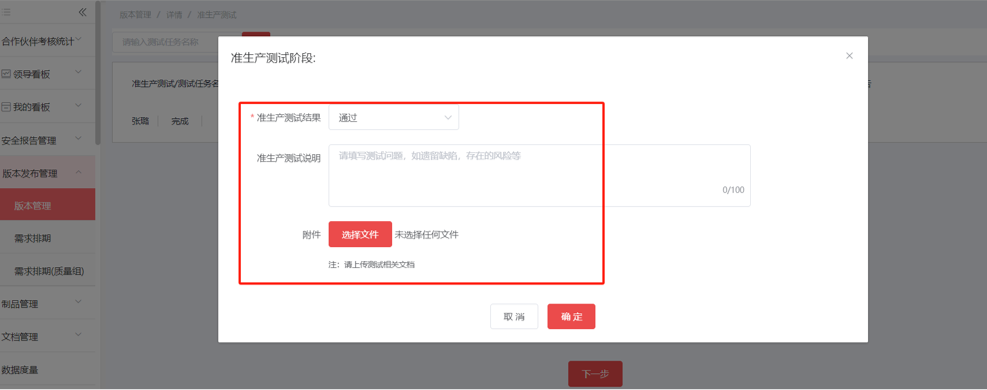 版本管理 / 详情 / 准生产测试
合作伙伴考核统计
请输入测试任务名称
准生产测试阶段:
领导看板
准生产测试/测试任务名
我的看板
* 准生产测试结果 通过
张璐 完成
安全报告管理
准生产测试说明 请填写测试问题，如遗留缺陷，存在的风险等
版本发布管理
0/100
版本管理
附件 选择文件 未选择任何文件
需求排期
注：请上传测试相关文档
需求排期(质量组)
制品管理
取 消 确 定
文档管理
数据度量
下一步